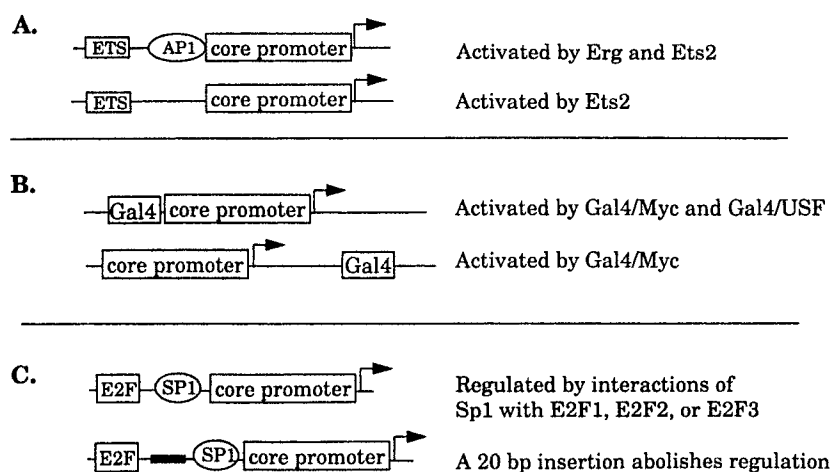 A.
ETS AP1 core promoter Activated by Erg and Ets2
ETS core promoter Activated by Ets2
B.
Gal4 core promoter Activated by Gal4/Myc and Gal4/USF
core promoter Gal4 Activated by Gal4/Myc
C.
E2F SP1 core promoter Regulated by interactions of
Sp1 with E2F1, E2F2, or E2F3
E2F SP1 core promoter A 20 bp insertion abolishes regulation